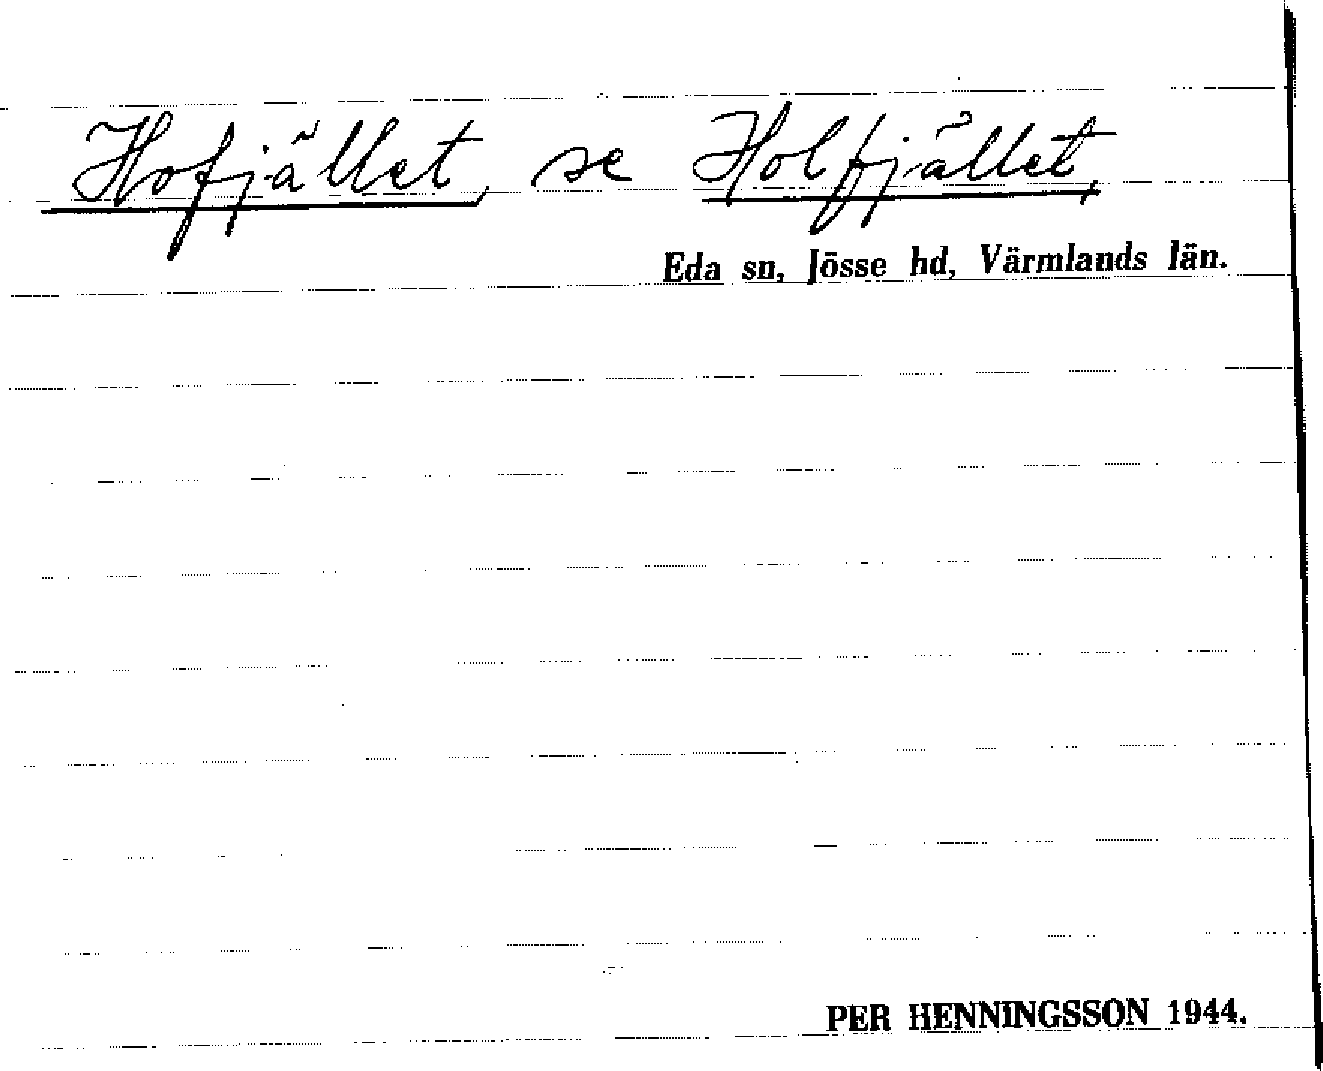 Hofjället, se Holfjället,
Eda sn, Jösse hd, Värmlands län.
PER HENNINGSSON 1944.